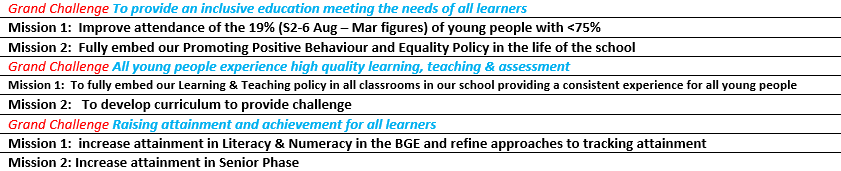 Grand Challenge To provide an inclusive education meeting the needs of all learners
Mission 1:  Improve attendance of the 19% (S2-6 Aug – Mar figures) of young people with <75%
Mission 2:  Fully embed our Promoting Positive Behaviour and Equality Policy in the life of the school
Grand Challenge All young people experience high quality learning, teaching & assessment
Mission 1:  To fully embed our Learning & Teaching policy in all classrooms in our school providing a consistent experience for all young people
Mission 2:   To develop curriculum to provide challenge
Grand Challenge Raising attainment and achievement for all learners
Mission 1:  increase attainment in Literacy & Numeracy in the BGE and refine approaches to tracking attainment
Mission 2: Increase attainment in Senior Phase